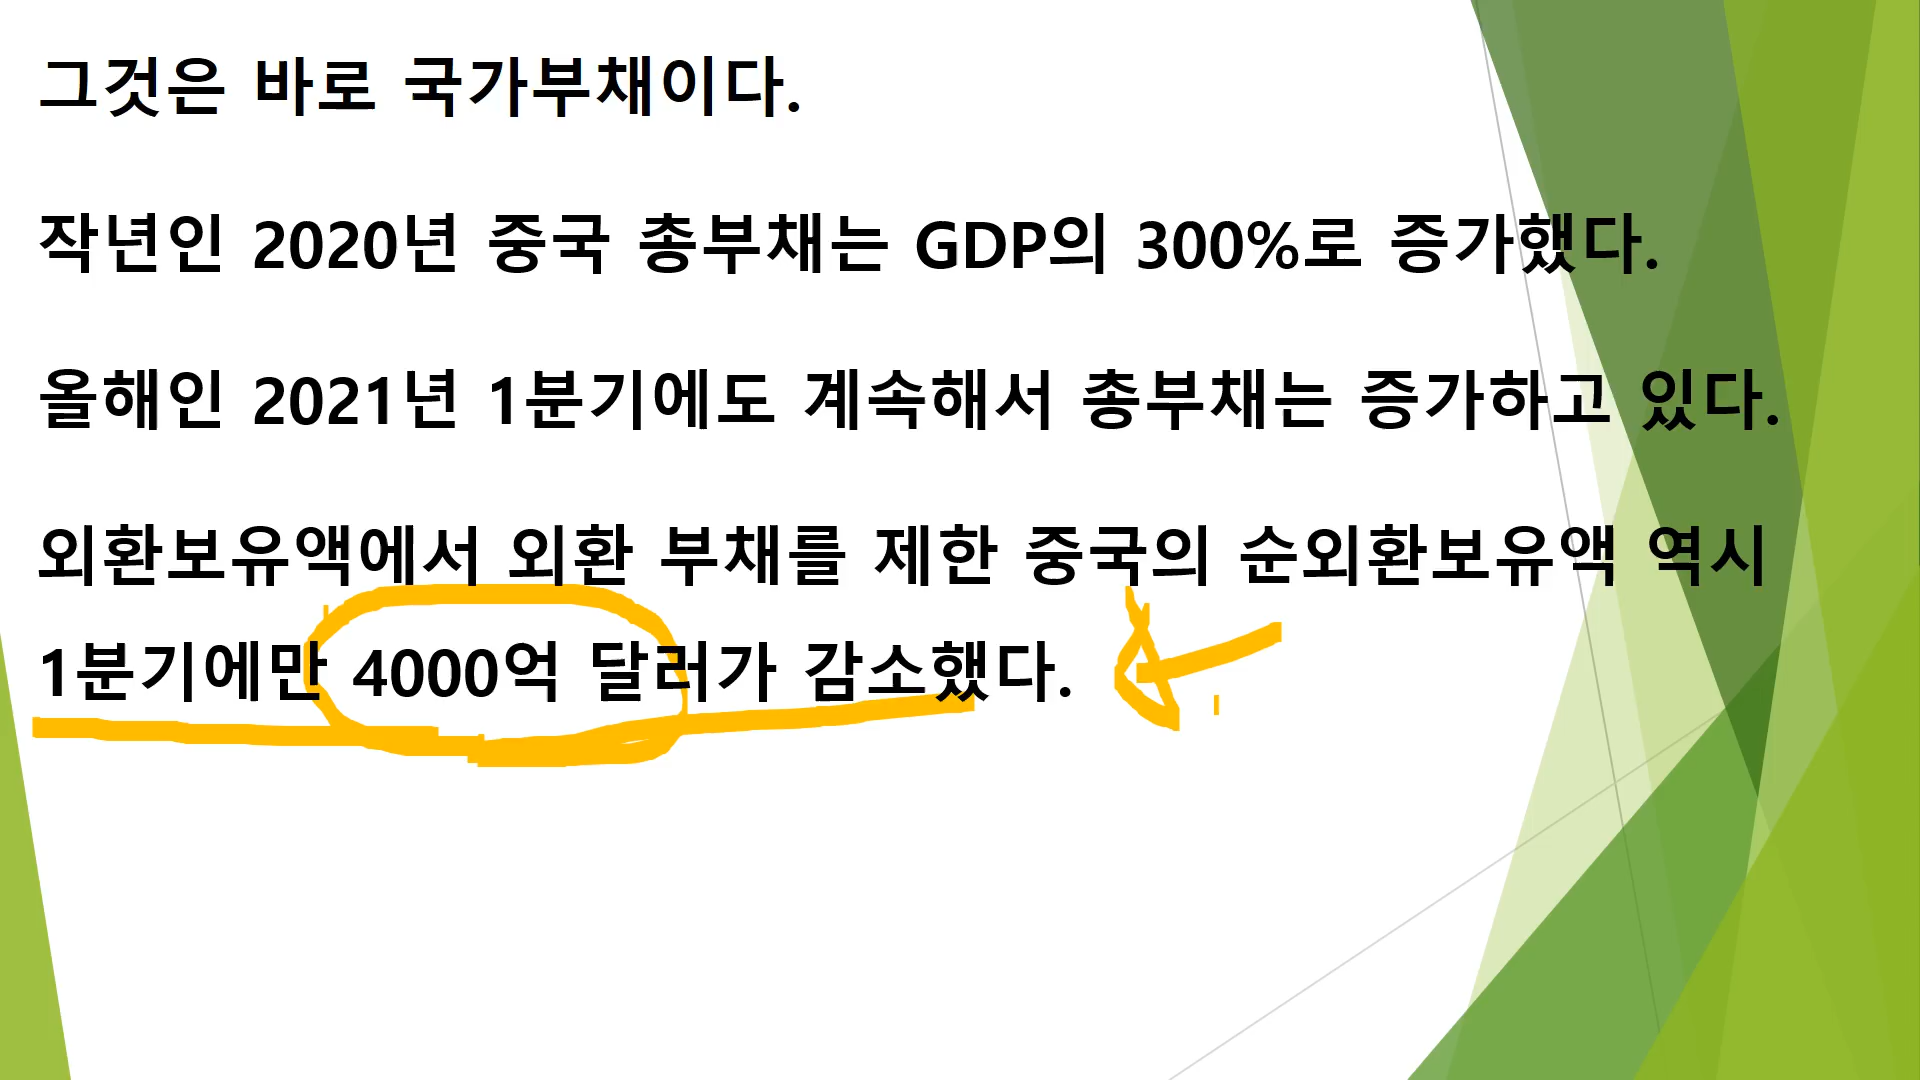 그것은 바로 국가부채이다.
작년인 2020년 중국 총부채는 GDP의 300%로 증가했다.
올해인 2021년 1분기에도 계속해서 총부채는 증가하고 있다.
외환보유액에서 외환 부채를 제한 중국의 순외환보유액 역시
1분기에만 4000억 달러가 감소했다.